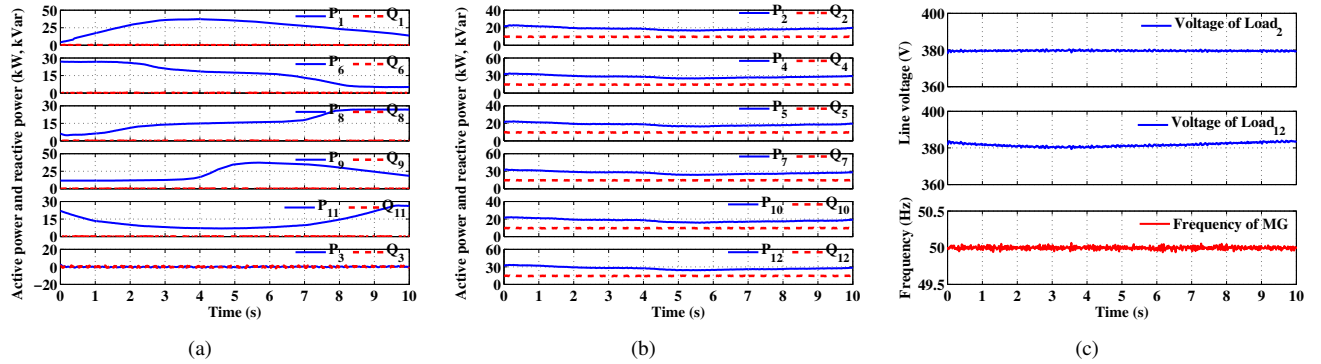 Active power and reactive power (kW, kVar)
50 25 0 P1 Q1
30 15 0 P6 Q6
30 15 0 P8 Q8
50 25 0 P9 Q9
30 15 0 P11 Q11
20 0 −20 P3 Q3
0 1 2 3 4 5 6 7 8 9 10
Time (s)
(a)
Active power and reactive power (kW, kVar)
40 20 0 P2 Q2
60 30 0 P4 Q4
40 20 0 P5 Q5
60 30 0 P7 Q7
40 20 0 P10 Q10
60 30 0 P12 Q12
0 1 2 3 4 5 6 7 8 9 10
Time (s)
(b)
Line voltage (V)
400 380 360 Voltage of Load2
400 380 360 Voltage of Load12
Frequency (Hz)
50.5 50 49.5 Frequency of MG
0 1 2 3 4 5 6 7 8 9 10
Time (s)
(c)